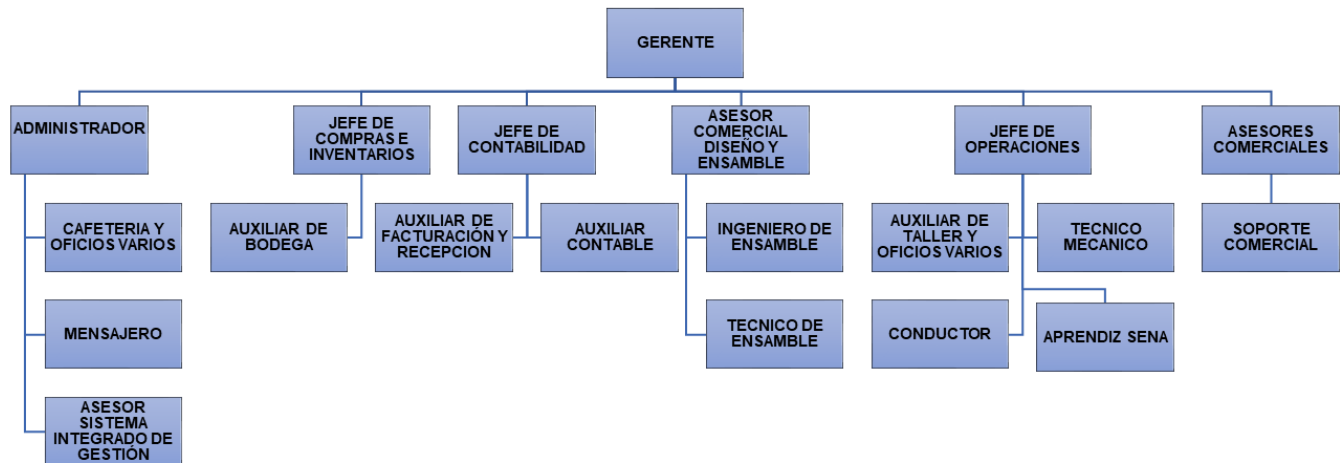 GERENTE
ADMINISTRADOR
JEFE DE
COMPRAS E
INVENTARIOS
JEFE DE
CONTABILIDAD
ASESOR
COMERCIAL
DISEÑO Y
ENSAMBLE
JEFE DE
OPERACIONES
ASESORES
COMERCIALES
CAFETERIA Y
OFICIOS VARIOS
AUXILIAR DE
BODEGA
AUXILIAR DE
FACTURACIÓN Y
RECEPCION
AUXILIAR
CONTABLE
INGENIERO DE
ENSAMBLE
AUXILIAR DE
TALLER Y
OFICIOS VARIOS
TECNICO
MECANICO
SOPORTE
COMERCIAL
MENSAJERO
TECNICO DE
ENSAMBLE
CONDUCTOR
APRENDIZ SENA
ASESOR
SISTEMA
INTEGRADO DE
GESTIÓN